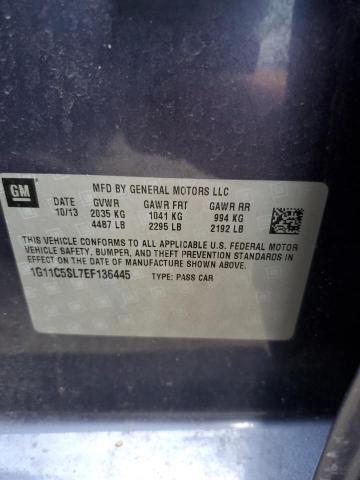 GM
MFD BY GENERAL MOTORS LLC
DATE GVWR GAWR FRT GAWR RR
10/13 2035 KG 1041 KG 994 KG
4487 LB 2295 LB 2192 LB
THIS VEHICLE CONFORMS TO ALL APPLICABLE U.S. FEDERAL MOTOR
VEHICLE SAFETY, BUMPER, AND THEFT PREVENTION STANDARDS
IN EFFECT ON THE DATE OF MANUFACTURE SHOWN ABOVE.
1G11C5SL7EF136445 TYPE: PASS CAR